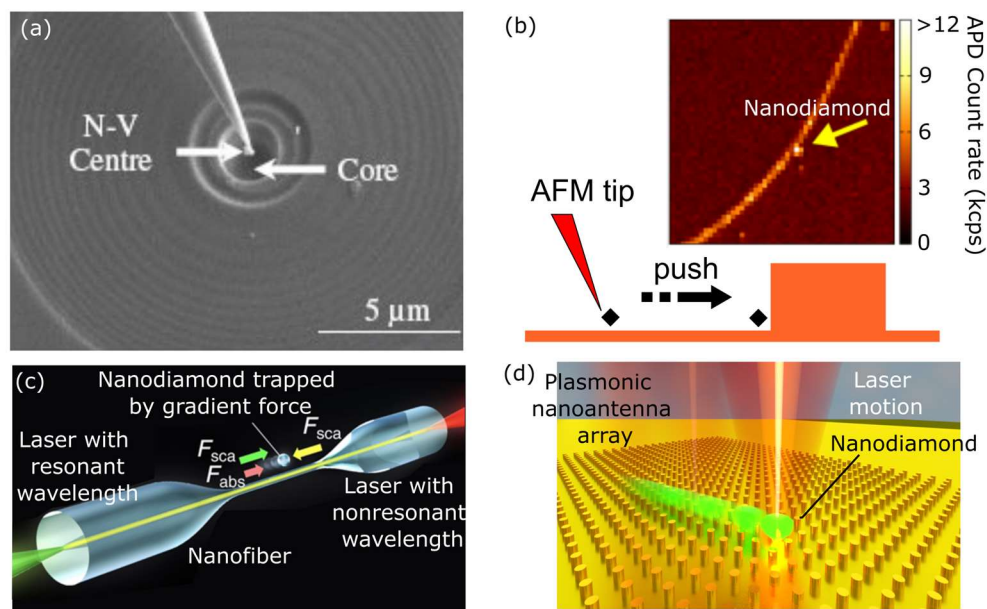 (a)
N-V
Centre
Core
5 μm
(b)
Nanodiamond
>12
9
6
3
0
APD Count rate (kcps)
AFM tip
push
(c)
Nanodiamond trapped
by gradient force
Laser with
resonant
wavelength
Fsca
Fabs
Fsca
Laser with
nonresonant
wavelength
Nanofiber
(d)
Plasmonic
nanoantenna
array
Laser
motion
Nanodiamond